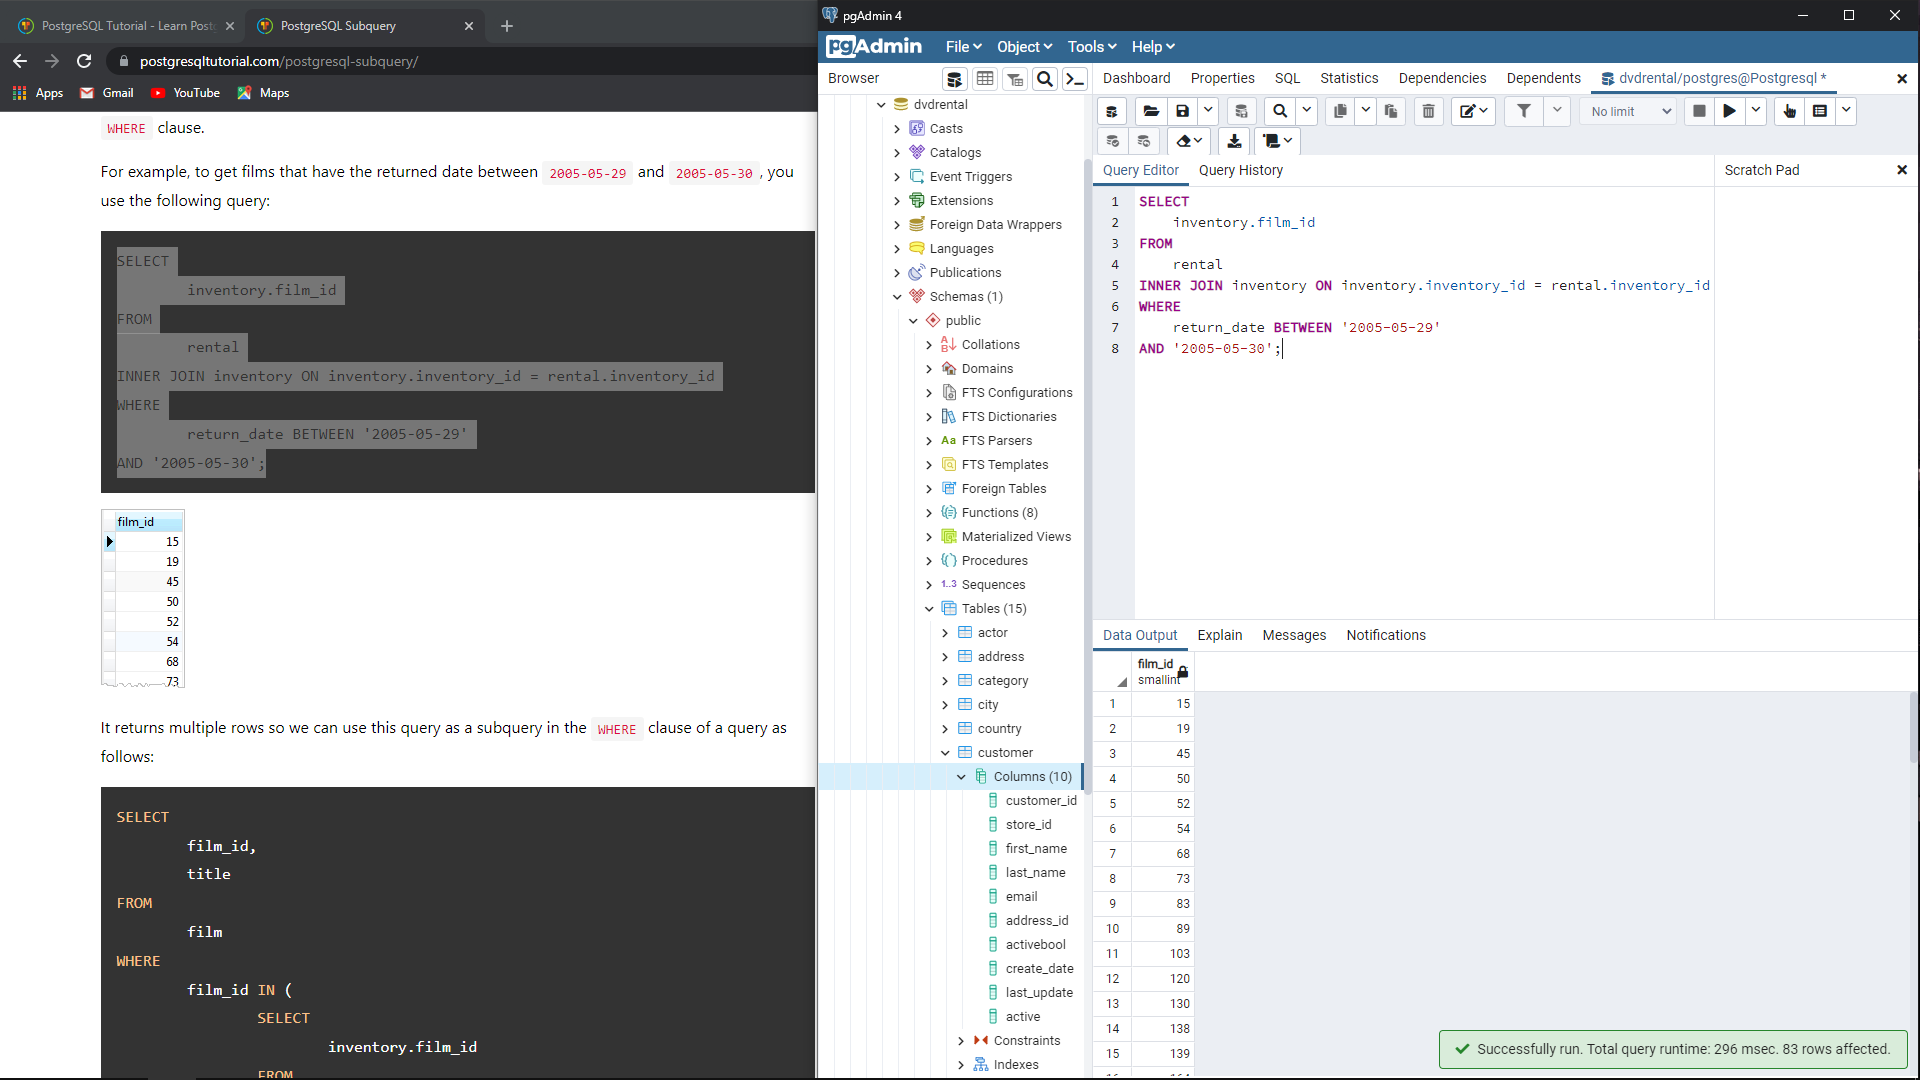 PostgreSQL Tutorial - Learn Post
PostgreSQL Subquery
postgresqltutorial.com/postgresql-subquery/
Apps
Gmail
YouTube
Maps
WHERE clause.
For example, to get films that have the returned date between 2005-05-29 and 2005-05-30 , you
use the following query:
SELECT
inventory.film_id
FROM
rental
INNER JOIN inventory ON inventory.inventory_id = rental.inventory_id
WHERE
return_date BETWEEN '2005-05-29'
AND '2005-05-30';
film_id
15
19
45
50
52
54
68
73
It returns multiple rows so we can use this query as a subquery in the WHERE clause of a query as
follows:
SELECT
film_id,
title
FROM
film
WHERE
film_id IN (
SELECT
inventory.film_id
FROM
pgAdmin 4
pgAdmin
File
Object
Tools
Help
Browser
dvdrental
Casts
Catalogs
Event Triggers
Extensions
Foreign Data Wrappers
Languages
Publications
Schemas (1)
public
Collations
Domains
FTS Configurations
FTS Dictionaries
Aa FTS Parsers
FTS Templates
Foreign Tables
Functions (8)
Materialized Views
Procedures
1..3 Sequences
Tables (15)
actor
address
category
city
country
customer
Columns (10)
customer_id
store_id
first_name
last_name
email
address_id
activebool
create_date
last_update
active
Constraints
Indexes
Dashboard
Properties
SQL
Statistics
Dependencies
Dependents
dvdrental/postgres@Postgresql *
No limit
Query Editor
Query History
Scratch Pad
1 SELECT
2 inventory.film_id
3 FROM
4 rental
5 INNER JOIN inventory ON inventory.inventory_id = rental.inventory_id
6 WHERE
7 return_date BETWEEN '2005-05-29'
8 AND '2005-05-30';
Data Output
Explain
Messages
Notifications
film_id
smallint
1 15
2 19
3 45
4 50
5 52
6 54
7 68
8 73
9 83
10 89
11 103
12 120
13 130
14 138
15 139
Successfully run. Total query runtime: 296 msec. 83 rows affected.